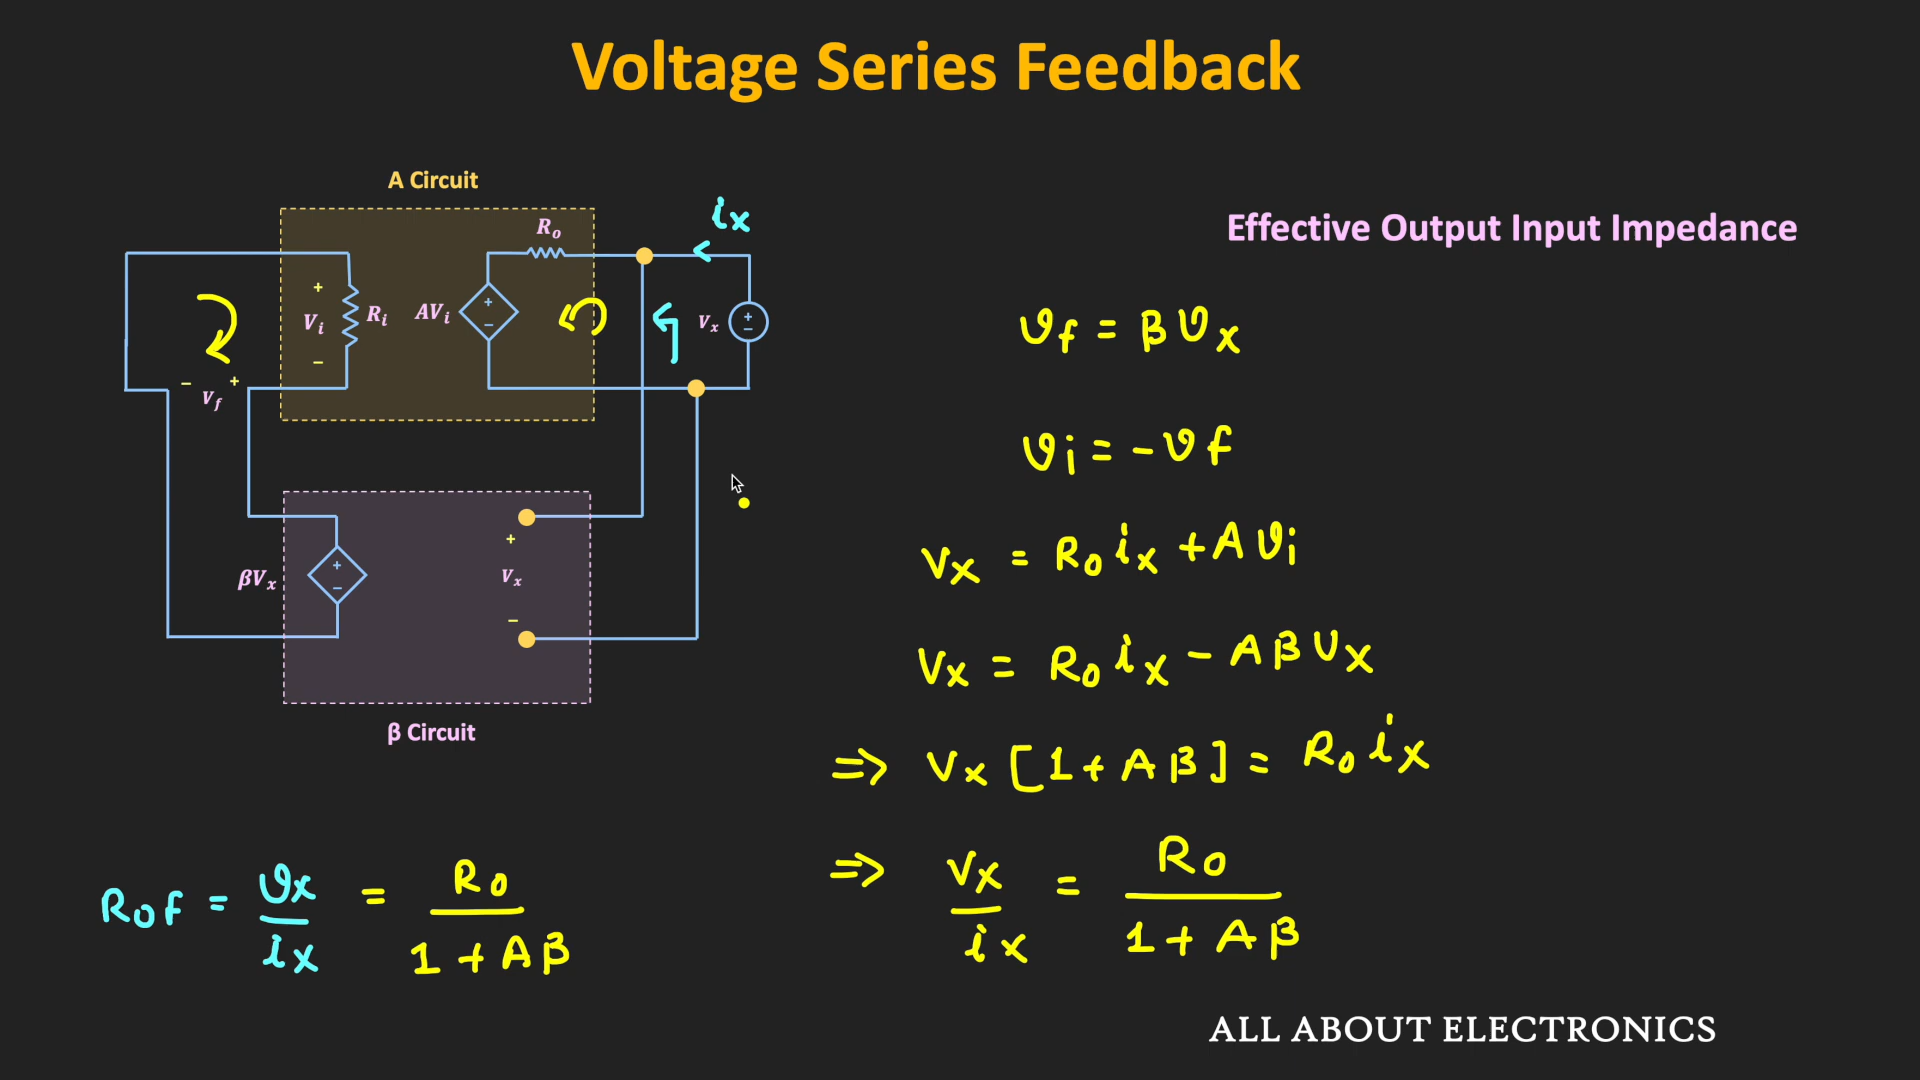 Voltage Series Feedback
A Circuit
Ro
ix
Effective Output Input Impedance
+
Vi
−
Ri
AVi
+
−
Vx
+
−
− Vf +
vf = βvx
vi = -vf
vx = Ro ix + A vi
βVx
+
−
+
Vx
−
vx = Ro ix - Aβ vx
β Circuit
=> vx [1 + Aβ] = Ro ix
=> vx / ix = Ro / 1 + Aβ
Rof = vx / ix = Ro / 1 + Aβ
ALL ABOUT ELECTRONICS